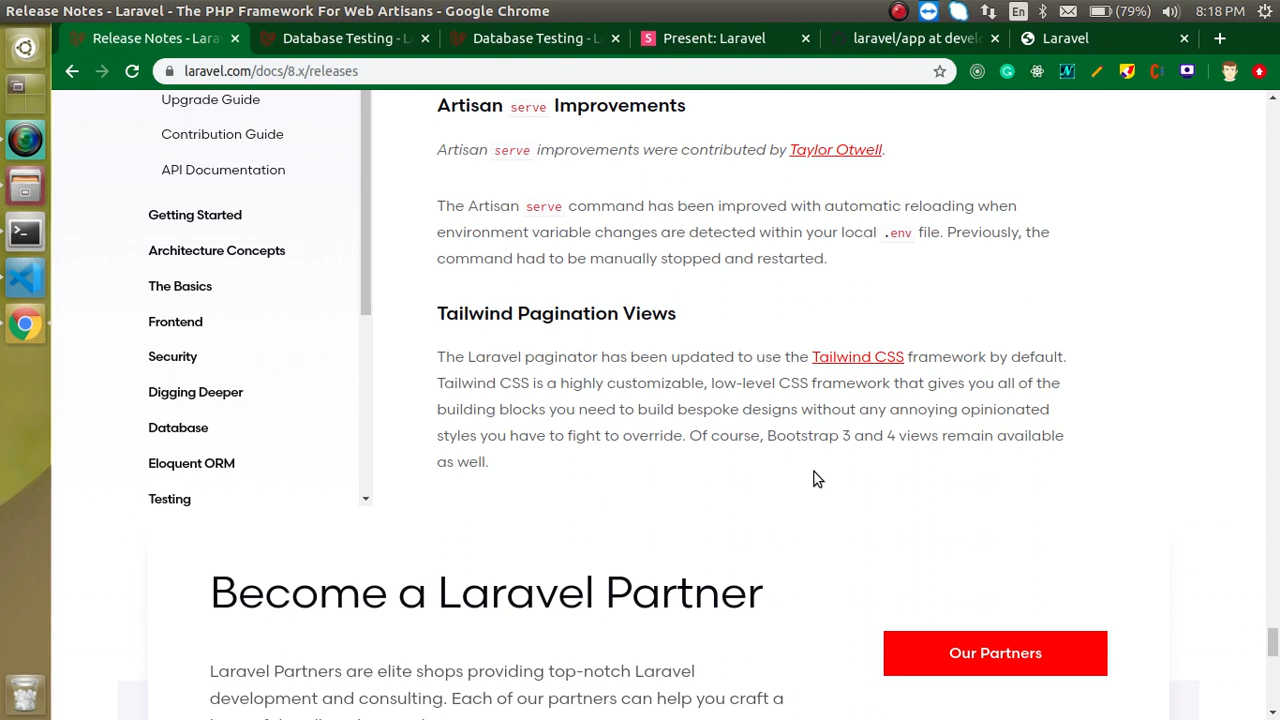 Release Notes - Laravel - The PHP Framework For Web Artisans - Google Chrome
En
(79%)
8:18 PM
Release Notes - Lara
Database Testing - L
Database Testing - L
Present: Laravel
laravel/app at devel
Laravel
laravel.com/docs/8.x/releases
Upgrade Guide
Contribution Guide
API Documentation
Getting Started
Architecture Concepts
The Basics
Frontend
Security
Digging Deeper
Database
Eloquent ORM
Testing
Artisan serve Improvements
Artisan serve improvements were contributed by Taylor Otwell.
The Artisan serve command has been improved with automatic reloading when
environment variable changes are detected within your local .env file. Previously, the
command had to be manually stopped and restarted.
Tailwind Pagination Views
The Laravel paginator has been updated to use the Tailwind CSS framework by default.
Tailwind CSS is a highly customizable, low-level CSS framework that gives you all of the
building blocks you need to build bespoke designs without any annoying opinionated
styles you have to fight to override. Of course, Bootstrap 3 and 4 views remain available
as well.
Become a Laravel Partner
Laravel Partners are elite shops providing top-notch Laravel
development and consulting. Each of our partners can help you craft a
Our Partners